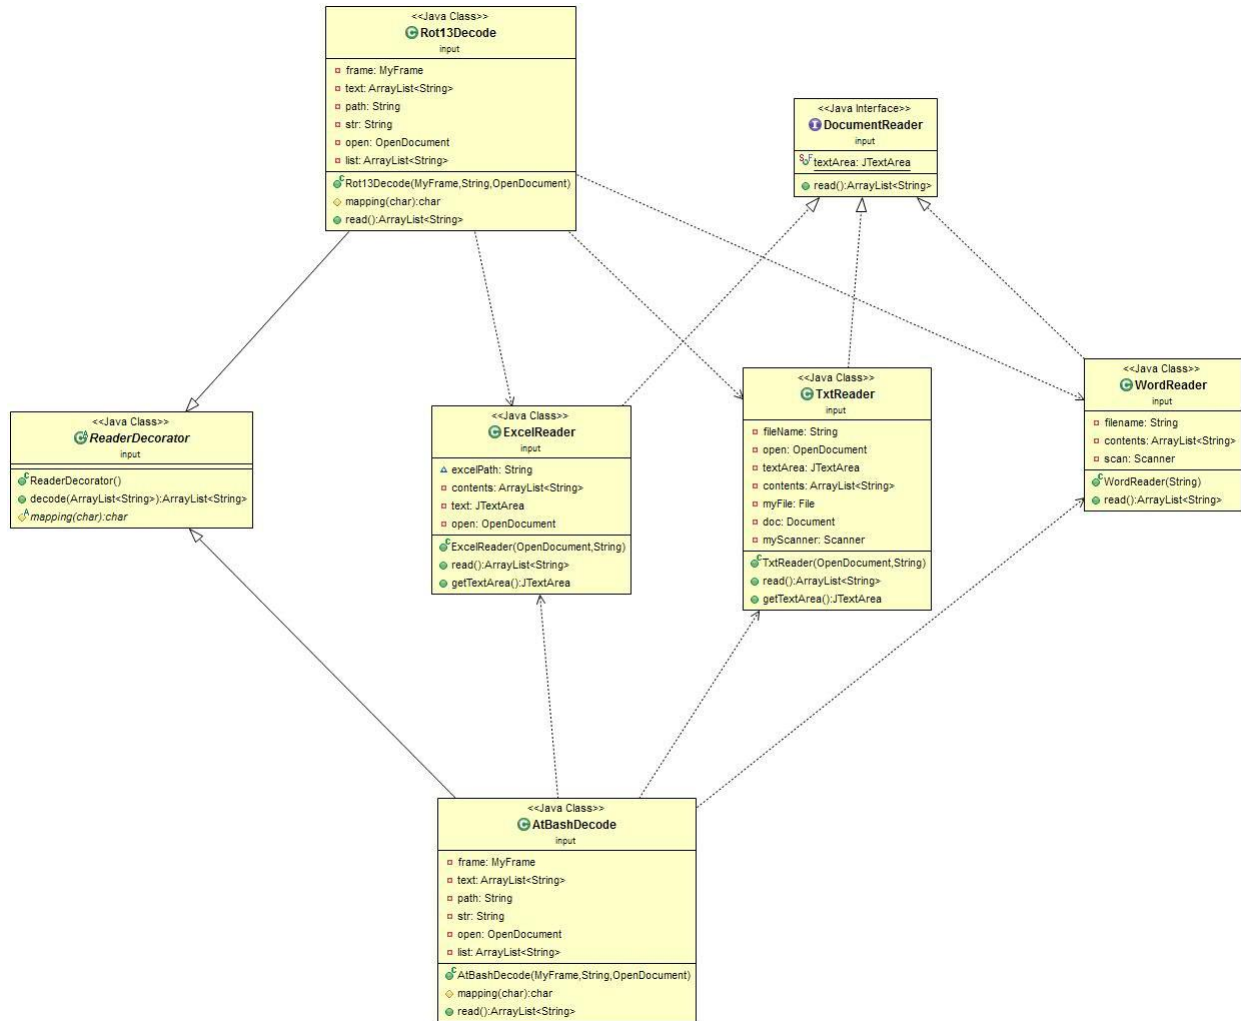 <<Java Class>>
Rot13Decode
input
frame: MyFrame
text: ArrayList<String>
path: String
str: String
open: OpenDocument
list: ArrayList<String>
Rot13Decode(MyFrame,String,OpenDocument)
mapping(char):char
read():ArrayList<String>
<<Java Interface>>
DocumentReader
input
textArea: JTextArea
read():ArrayList<String>
<<Java Class>>
ReaderDecorator
input
ReaderDecorator()
decode(ArrayList<String>):ArrayList<String>
mapping(char):char
<<Java Class>>
ExcelReader
input
excelPath: String
contents: ArrayList<String>
text: JTextArea
open: OpenDocument
ExcelReader(OpenDocument,String)
read():ArrayList<String>
getTextArea():JTextArea
<<Java Class>>
TxtReader
input
fileName: String
open: OpenDocument
textArea: JTextArea
contents: ArrayList<String>
myFile: File
doc: Document
myScanner: Scanner
TxtReader(OpenDocument,String)
read():ArrayList<String>
getTextArea():JTextArea
<<Java Class>>
WordReader
input
filename: String
contents: ArrayList<String>
scan: Scanner
WordReader(String)
read():ArrayList<String>
<<Java Class>>
AtBashDecode
input
frame: MyFrame
text: ArrayList<String>
path: String
str: String
open: OpenDocument
list: ArrayList<String>
AtBashDecode(MyFrame,String,OpenDocument)
mapping(char):char
read():ArrayList<String>